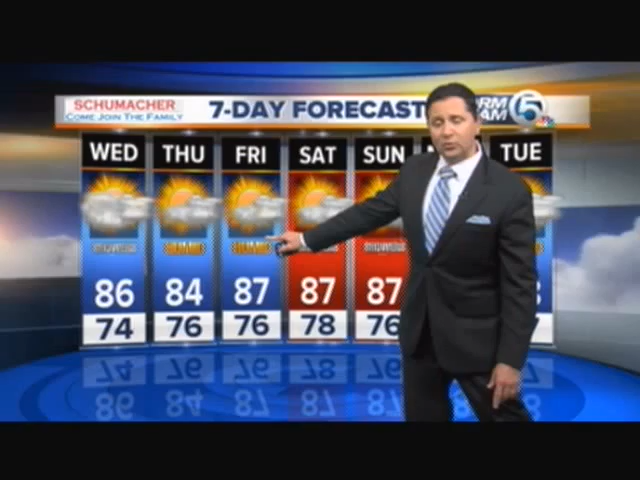 SCHUMACHER
COME JOIN THE FAMILY
7-DAY FORECAST
5
WED THU FRI SAT SUN TUE
86 84 87 87 87
74 76 76 78 76